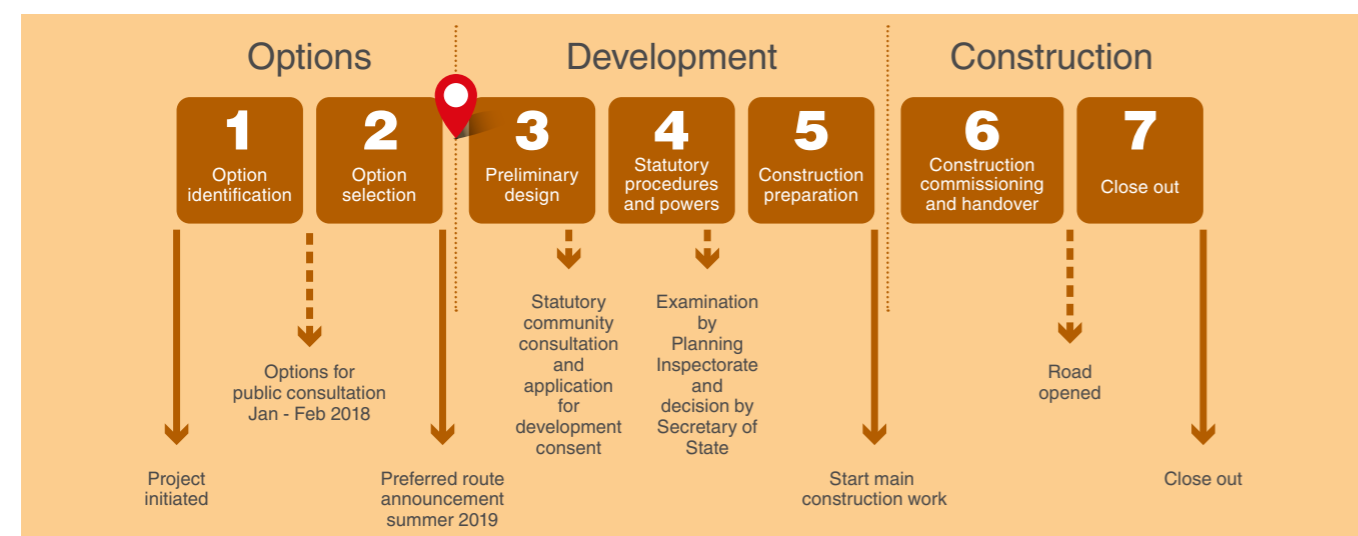 Options
Development
Construction
1
Option
identification
2
Option
selection
3
Preliminary
design
4
Statutory
procedures
and powers
5
Construction
preparation
6
Construction
commissioning
and handover
7
Close out
Project
initiated
Options for
public consultation
Jan - Feb 2018
Preferred route
announcement
summer 2019
Statutory
community
consultation
and
application
for
development
consent
Examination
by
Planning
Inspectorate
and
decision by
Secretary of
State
Start main
construction work
Road
opened
Close out